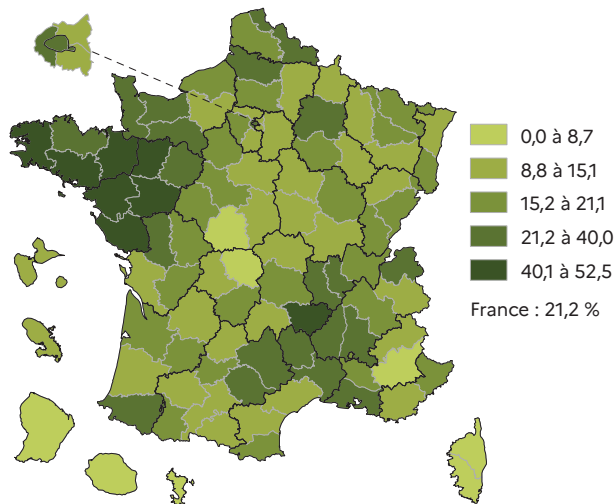 0,0 à 8,7
8,8 à 15,1
15,2 à 21,1
21,2 à 40,0
40,1 à 52,5
France : 21,2 %